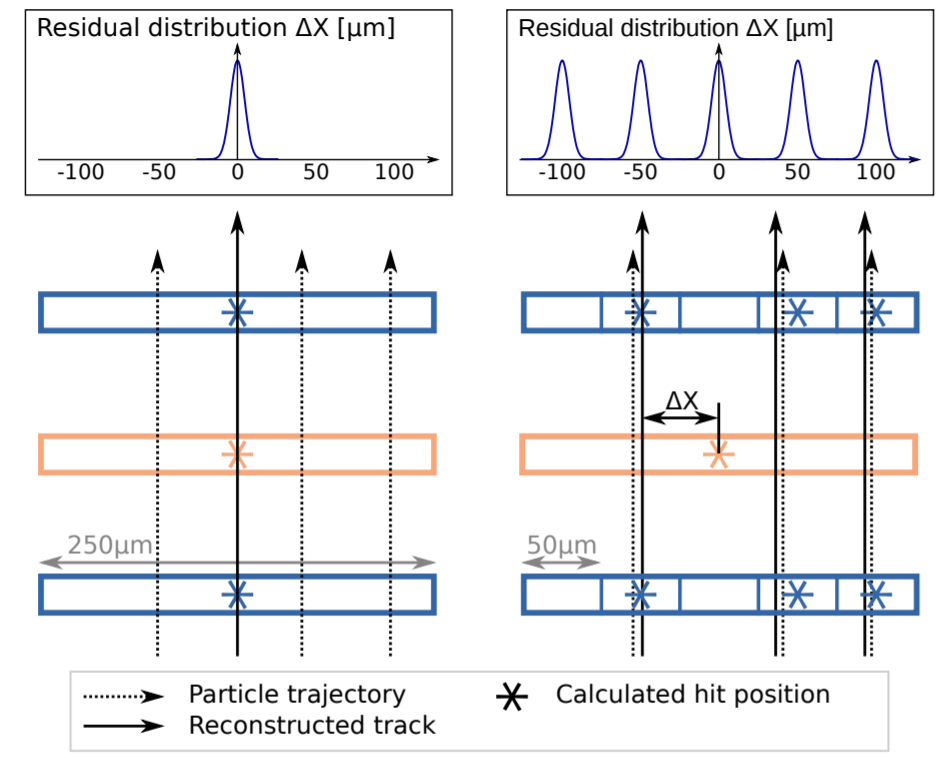 Residual distribution ΔX [µm]
-100 -50 0 50 100
Residual distribution ΔX [µm]
-100 -50 0 50 100
ΔX
250µm
50µm
Particle trajectory
Reconstructed track
Calculated hit position